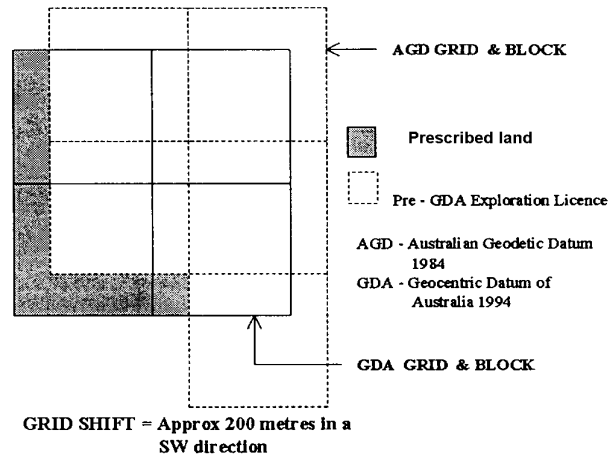 AGD GRID & BLOCK
Prescribed land
Pre - GDA Exploration Licence
AGD - Australian Geodetic Datum
1984
GDA - Geocentric Datum of
Australia 1994
GDA GRID & BLOCK
GRID SHIFT = Approx 200 metres in a
SW direction